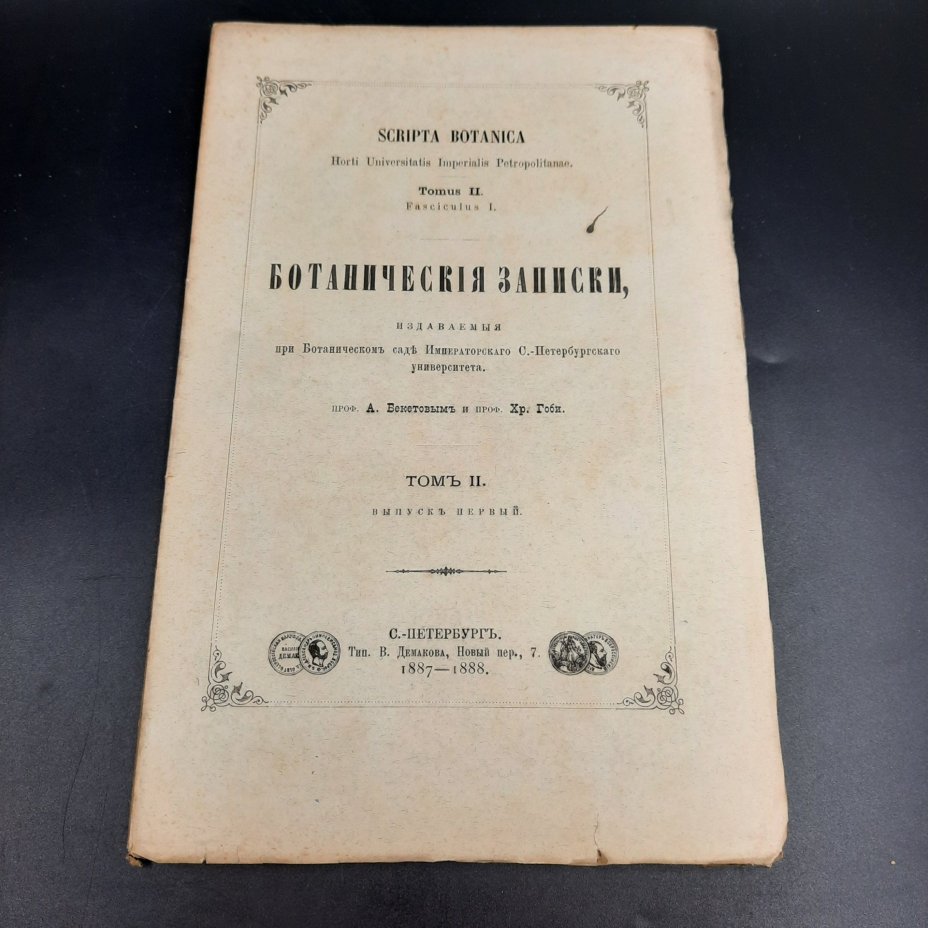 SCRIPTA BOTANICA
Horti Universitatis Imperialis Petropolitanae.
Tomus II.
Fasciculus I.
БОТАНИЧЕСКІЯ ЗАПИСКИ,
ИЗДАВАЕМЫЯ
при Ботаническомъ садѣ Императорскаго С.-Петербургскаго
университета.
ПРОФ. А. Бекетовымъ и ПРОФ. Хр. Гоби.
ТОМЪ II.
ВЫПУСКЪ ПЕРВЫЙ.
С.-ПЕТЕРБУРГЪ.
Тип. В. Демакова, Новый пер., 7.
1887—1888.